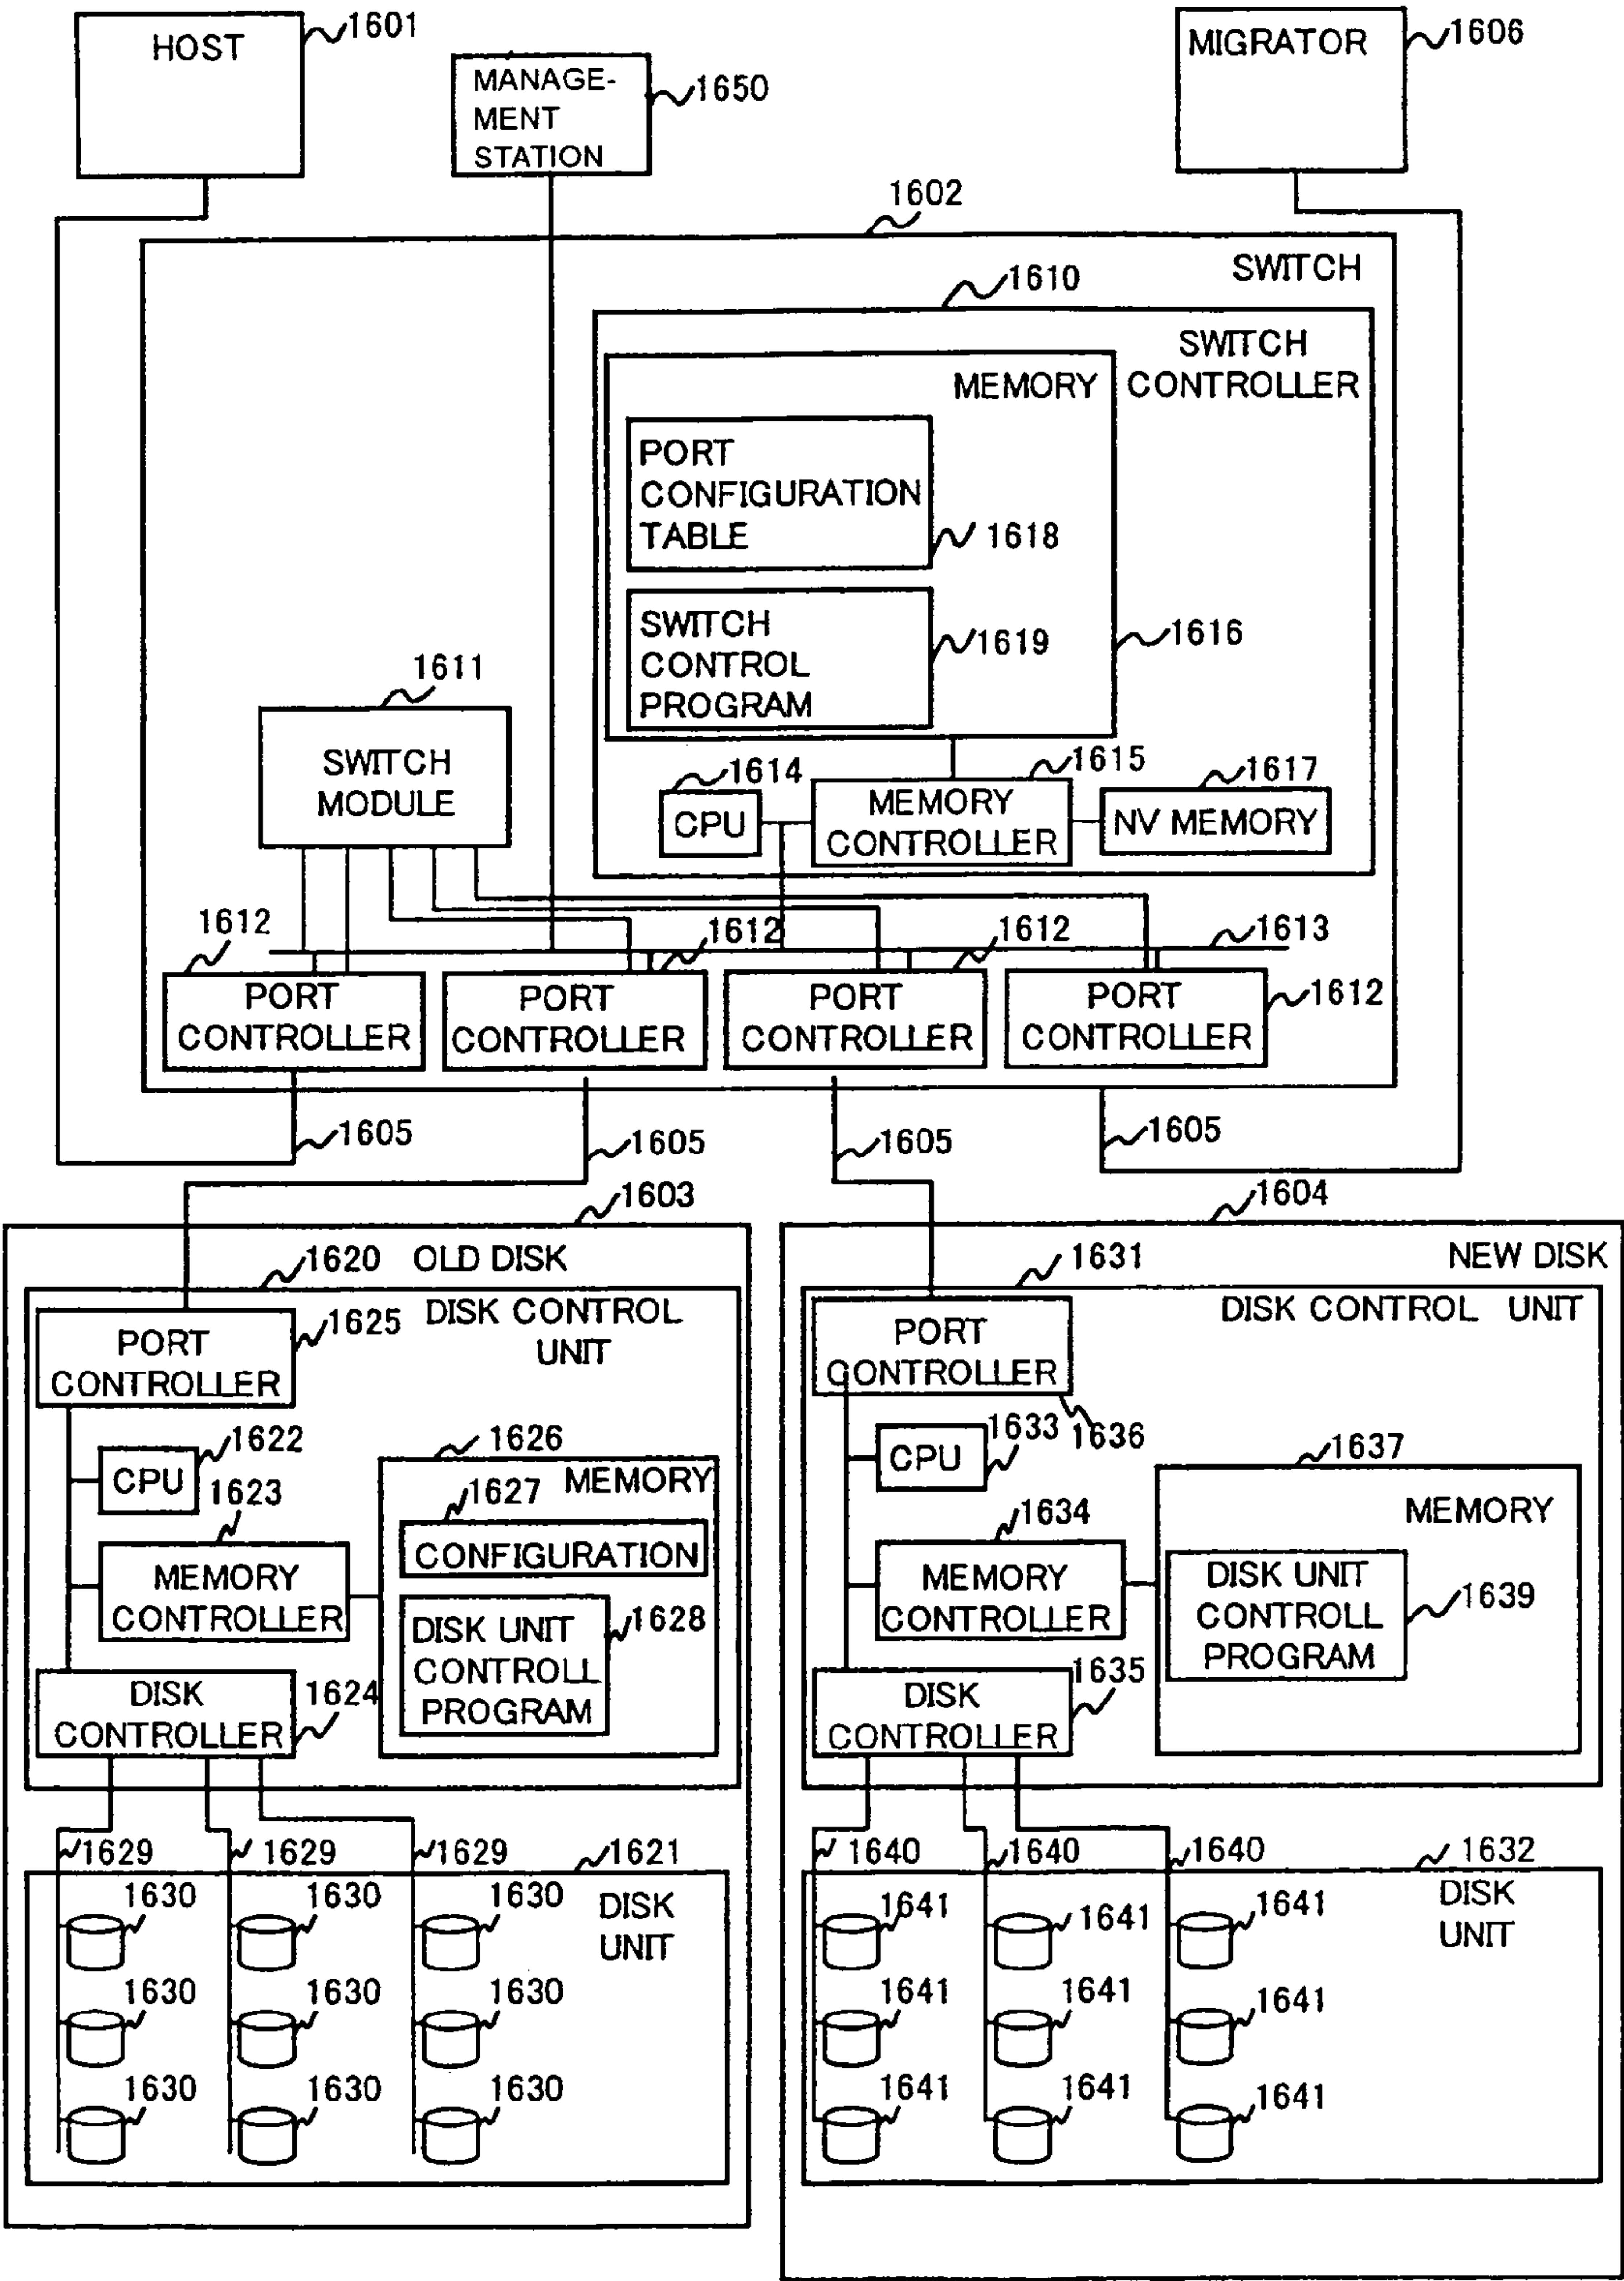 HOST
1601
MANAGE-
MENT
STATION
1650
MIGRATOR
1606
1602
SWITCH
1610
SWITCH
CONTROLLER
MEMORY
PORT
CONFIGURATION
TABLE
1618
SWITCH
CONTROL
PROGRAM
1619
1616
1611
SWITCH
MODULE
1614
CPU
1615
MEMORY
CONTROLLER
1617
NV MEMORY
1612
1612
1612
1613
PORT
CONTROLLER
PORT
CONTROLLER
PORT
CONTROLLER
PORT
CONTROLLER
1612
1605
1605
1605
1605
1603
OLD DISK
1620
DISK CONTROL
UNIT
PORT
CONTROLLER
1625
CPU
1622
1623
MEMORY
CONTROLLER
1626
MEMORY
1627
CONFIGURATION
DISK UNIT
CONTROLL
PROGRAM
1628
DISK
CONTROLLER
1624
1629
1629
1629
1621
DISK
UNIT
1630
1630
1630
1630
1630
1630
1630
1630
1630
1604
NEW DISK
1631
DISK CONTROL UNIT
PORT
CONTROLLER
1636
CPU
1633
1634
MEMORY
CONTROLLER
1637
MEMORY
DISK UNIT
CONTROLL
PROGRAM
1639
1635
DISK
CONTROLLER
1640
1640
1640
1632
DISK
UNIT
1641
1641
1641
1641
1641
1641
1641
1641
1641